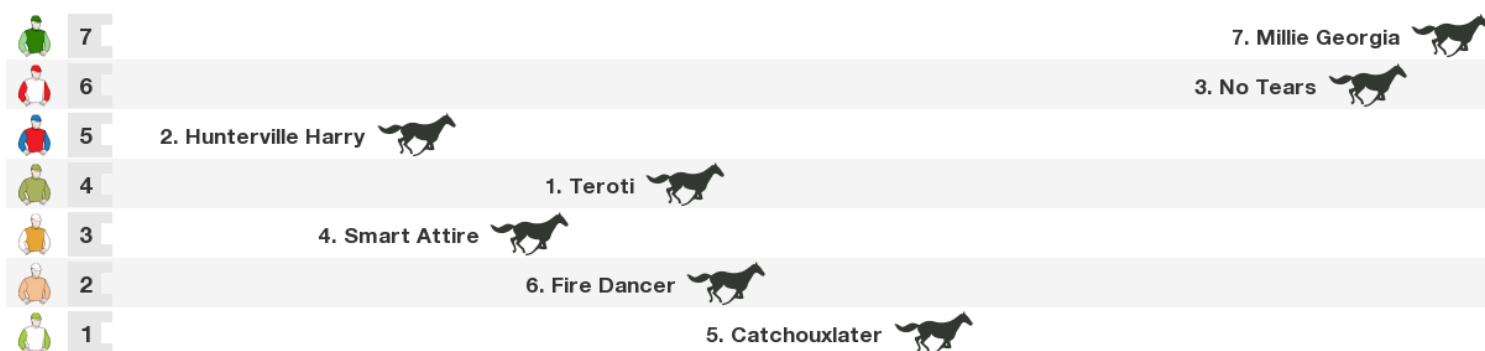 7 7. Millie Georgia
6 3. No Tears
5 2. Hunterville Harry
4 1. Teroti
3 4. Smart Attire
2 6. Fire Dancer
1 5. Catchouxlater